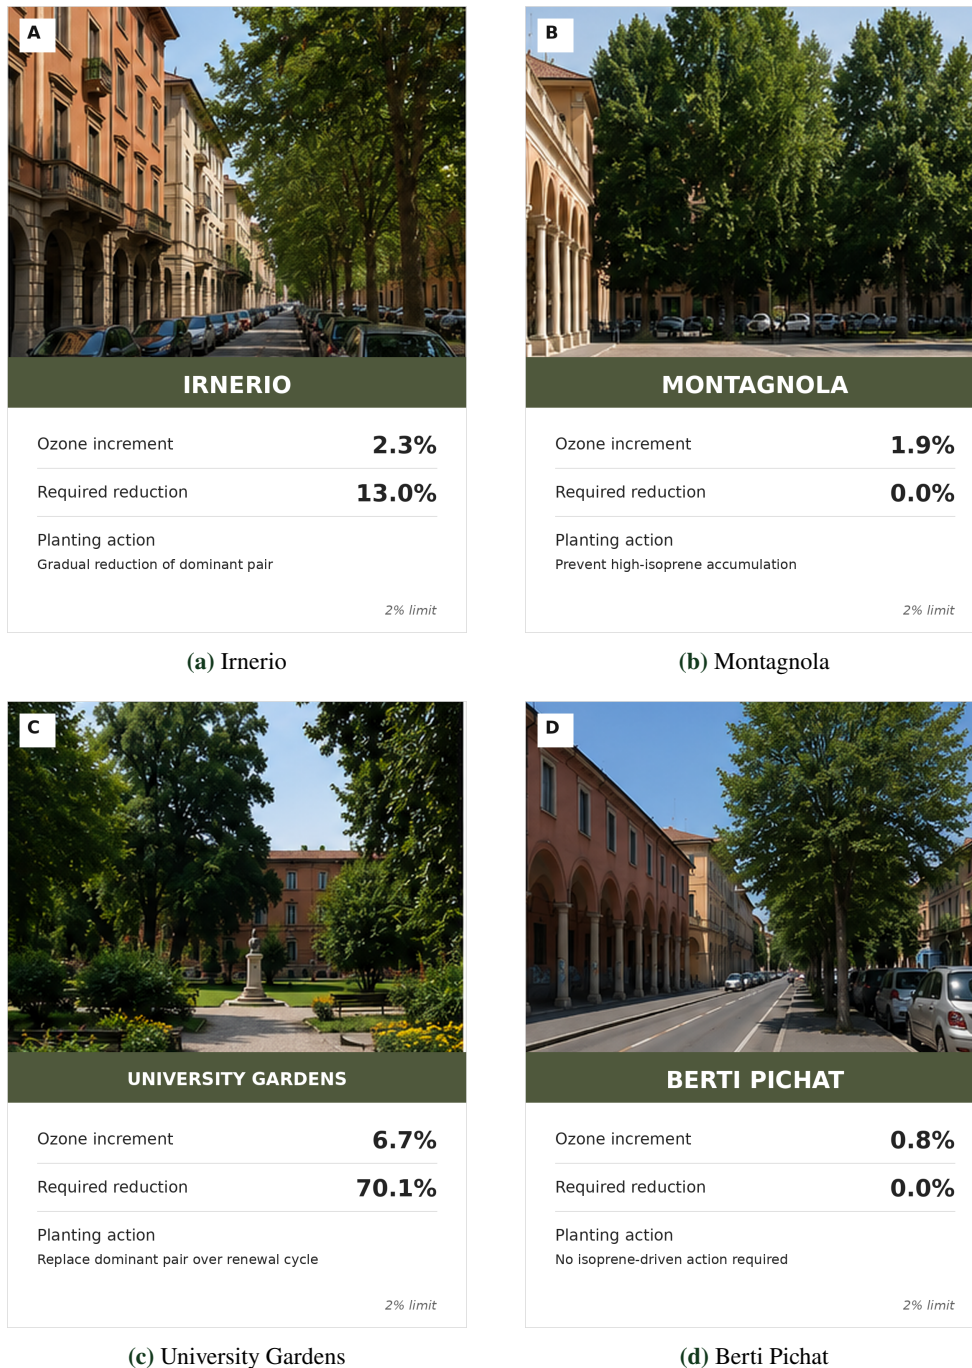 A
IRNERIO
Ozone increment 2.3%
Required reduction 13.0%
Planting action
Gradual reduction of dominant pair
2% limit
(a) Irnerio
B
MONTAGNOLA
Ozone increment 1.9%
Required reduction 0.0%
Planting action
Prevent high-isoprene accumulation
2% limit
(b) Montagnola
C
UNIVERSITY GARDENS
Ozone increment 6.7%
Required reduction 70.1%
Planting action
Replace dominant pair over renewal cycle
2% limit
(c) University Gardens
D
BERTI PICHAT
Ozone increment 0.8%
Required reduction 0.0%
Planting action
No isoprene-driven action required
2% limit
(d) Berti Pichat